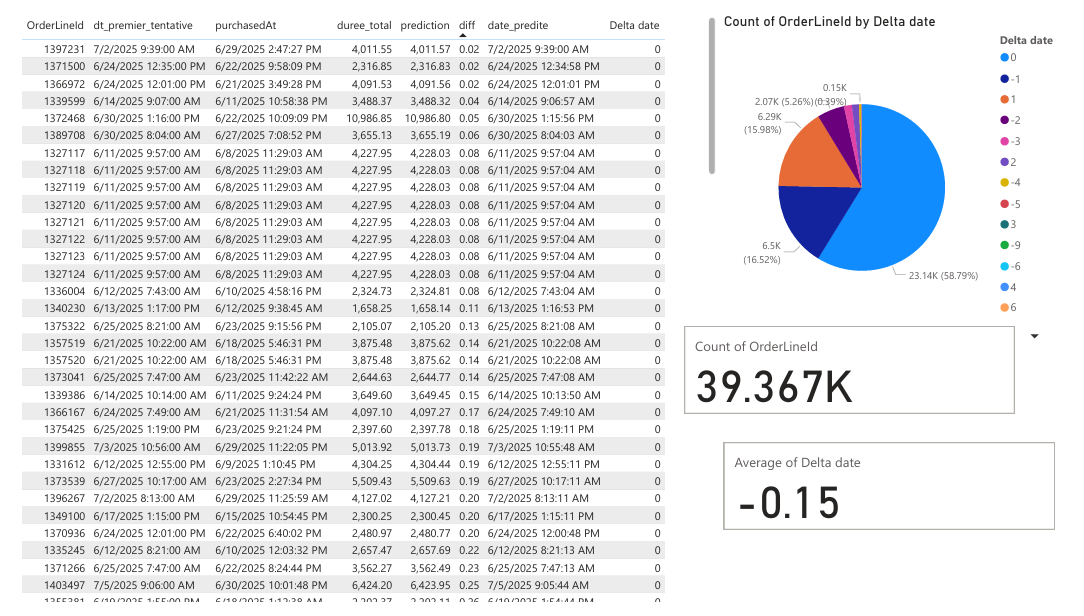 OrderLineId dt_premier_tentative purchasedAt duree_total prediction diff date_predite Delta date
1397231 7/2/2025 9:39:00 AM 6/29/2025 2:47:27 PM 4,011.55 4,011.57 0.02 7/2/2025 9:39:00 AM 0
1371500 6/24/2025 12:35:00 PM 6/22/2025 9:58:09 PM 2,316.85 2,316.83 0.02 6/24/2025 12:34:58 PM 0
1366972 6/24/2025 12:01:00 PM 6/21/2025 3:49:28 PM 4,091.53 4,091.56 0.02 6/24/2025 12:01:01 PM 0
1339599 6/14/2025 9:07:00 AM 6/11/2025 10:58:38 PM 3,488.37 3,488.32 0.04 6/14/2025 9:06:57 AM 0
1372468 6/30/2025 1:16:00 PM 6/22/2025 10:09:09 PM 10,986.85 10,986.80 0.05 6/30/2025 1:15:56 PM 0
1389708 6/30/2025 8:04:00 AM 6/27/2025 7:08:52 PM 3,655.13 3,655.19 0.06 6/30/2025 8:04:03 AM 0
1327117 6/11/2025 9:57:00 AM 6/8/2025 11:29:03 AM 4,227.95 4,228.03 0.08 6/11/2025 9:57:04 AM 0
1327118 6/11/2025 9:57:00 AM 6/8/2025 11:29:03 AM 4,227.95 4,228.03 0.08 6/11/2025 9:57:04 AM 0
1327119 6/11/2025 9:57:00 AM 6/8/2025 11:29:03 AM 4,227.95 4,228.03 0.08 6/11/2025 9:57:04 AM 0
1327120 6/11/2025 9:57:00 AM 6/8/2025 11:29:03 AM 4,227.95 4,228.03 0.08 6/11/2025 9:57:04 AM 0
1327121 6/11/2025 9:57:00 AM 6/8/2025 11:29:03 AM 4,227.95 4,228.03 0.08 6/11/2025 9:57:04 AM 0
1327122 6/11/2025 9:57:00 AM 6/8/2025 11:29:03 AM 4,227.95 4,228.03 0.08 6/11/2025 9:57:04 AM 0
1327123 6/11/2025 9:57:00 AM 6/8/2025 11:29:03 AM 4,227.95 4,228.03 0.08 6/11/2025 9:57:04 AM 0
1327124 6/11/2025 9:57:00 AM 6/8/2025 11:29:03 AM 4,227.95 4,228.03 0.08 6/11/2025 9:57:04 AM 0
1336004 6/12/2025 7:43:00 AM 6/10/2025 4:58:16 PM 2,324.73 2,324.81 0.08 6/12/2025 7:43:04 AM 0
1340230 6/13/2025 1:17:00 PM 6/12/2025 9:38:45 AM 1,658.25 1,658.14 0.11 6/13/2025 1:16:53 PM 0
1375322 6/25/2025 8:21:00 AM 6/23/2025 9:15:56 PM 2,105.07 2,105.20 0.13 6/25/2025 8:21:08 AM 0
1357519 6/21/2025 10:22:00 AM 6/18/2025 5:46:31 PM 3,875.48 3,875.62 0.14 6/21/2025 10:22:08 AM 0
1357520 6/21/2025 10:22:00 AM 6/18/2025 5:46:31 PM 3,875.48 3,875.62 0.14 6/21/2025 10:22:08 AM 0
1373041 6/25/2025 7:47:00 AM 6/23/2025 11:42:22 AM 2,644.63 2,644.77 0.14 6/25/2025 7:47:08 AM 0
1339386 6/14/2025 10:14:00 AM 6/11/2025 9:24:24 PM 3,649.60 3,649.45 0.15 6/14/2025 10:13:50 AM 0
1366167 6/24/2025 7:49:00 AM 6/21/2025 11:31:54 AM 4,097.10 4,097.27 0.17 6/24/2025 7:49:10 AM 0
1375425 6/25/2025 1:19:00 PM 6/23/2025 9:21:24 PM 2,397.60 2,397.78 0.18 6/25/2025 1:19:11 PM 0
1399855 7/3/2025 10:56:00 AM 6/29/2025 11:22:05 PM 5,013.92 5,013.73 0.19 7/3/2025 10:55:48 AM 0
1331612 6/12/2025 12:55:00 PM 6/9/2025 1:10:45 PM 4,304.25 4,304.44 0.19 6/12/2025 12:55:11 PM 0
1373539 6/27/2025 10:17:00 AM 6/23/2025 2:27:34 PM 5,509.43 5,509.63 0.19 6/27/2025 10:17:11 AM 0
1396267 7/2/2025 8:13:00 AM 6/29/2025 11:25:59 AM 4,127.02 4,127.21 0.20 7/2/2025 8:13:11 AM 0
1349100 6/17/2025 1:15:00 PM 6/15/2025 10:54:45 PM 2,300.25 2,300.45 0.20 6/17/2025 1:15:11 PM 0
1370936 6/24/2025 12:01:00 PM 6/22/2025 6:40:02 PM 2,480.97 2,480.77 0.20 6/24/2025 12:00:48 PM 0
1335245 6/12/2025 8:21:00 AM 6/10/2025 12:03:32 PM 2,657.47 2,657.69 0.22 6/12/2025 8:21:13 AM 0
1371266 6/25/2025 7:47:00 AM 6/22/2025 8:24:44 PM 3,562.27 3,562.49 0.23 6/25/2025 7:47:13 AM 0
1403497 7/5/2025 9:06:00 AM 6/30/2025 10:01:48 PM 6,424.20 6,423.95 0.25 7/5/2025 9:05:44 AM 0
Count of OrderLineId by Delta date
Delta date
0
-1
1
-2
-3
2
-4
-5
3
-9
-6
4
6
0.15K
2.07K (5.26%) (0.39%)
6.29K
(15.98%)
6.5K
(16.52%)
23.14K (58.79%)
Count of OrderLineId
39.367K
Average of Delta date
-0.15